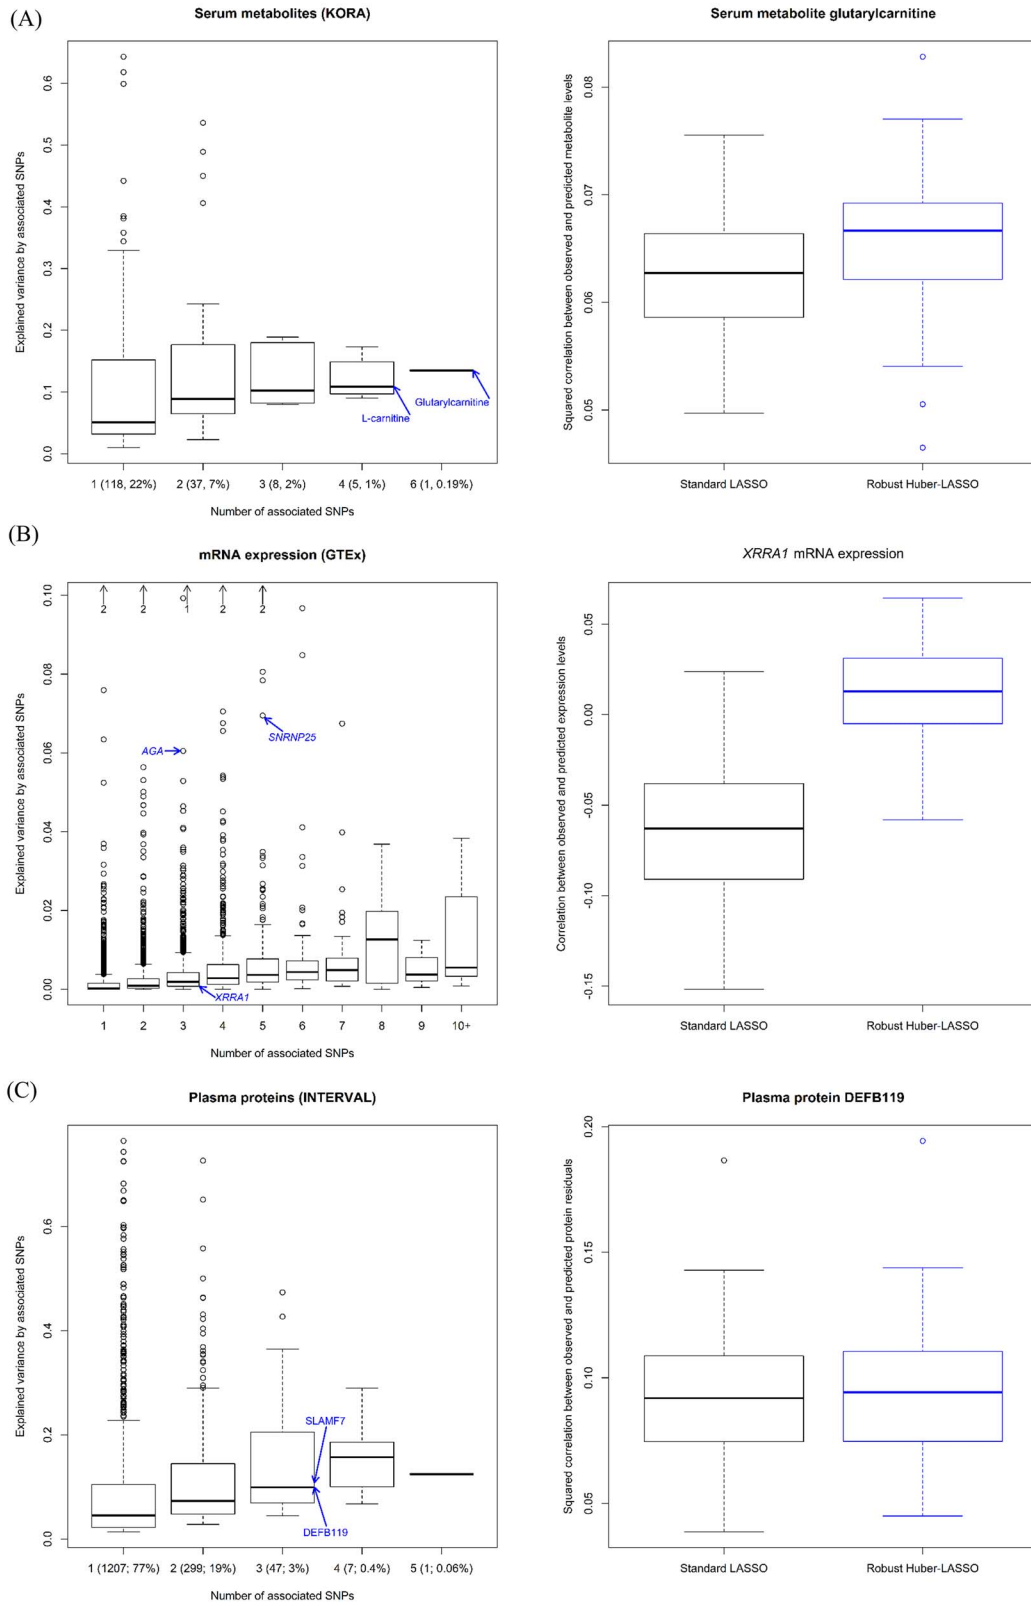 (A)
Serum metabolites (KORA)
Explained variance by associated SNPs
0.6
0.5
0.4
0.3
0.2
0.1
0.0
L-carnitine
Glutarylcarnitine
1 (118, 22%) 2 (37, 7%) 3 (8, 2%) 4 (5, 1%) 6 (1, 0.19%)
Number of associated SNPs
Serum metabolite glutarylcarnitine
Squared correlation between observed and predicted metabolite levels
0.08
0.07
0.06
0.05
Standard LASSO Robust Huber-LASSO
(B)
mRNA expression (GTEx)
Explained variance by associated SNPs
0.10
0.08
0.06
0.04
0.02
0.00
2 2 1 2 2
AGA
SNRNP25
XRRA1
1 2 3 4 5 6 7 8 9 10+
Number of associated SNPs
XRRA1 mRNA expression
Correlation between observed and predicted expression levels
0.05
0.00
-0.05
-0.10
-0.15
Standard LASSO Robust Huber-LASSO
(C)
Plasma proteins (INTERVAL)
Explained variance by associated SNPs
0.6
0.4
0.2
0.0
SLAMF7
DEFB119
1 (1207; 77%) 2 (299; 19%) 3 (47; 3%) 4 (7; 0.4%) 5 (1; 0.06%)
Number of associated SNPs
Plasma protein DEFB119
Squared correlation between observed and predicted protein residuals
0.20
0.15
0.10
0.05
Standard LASSO Robust Huber-LASSO